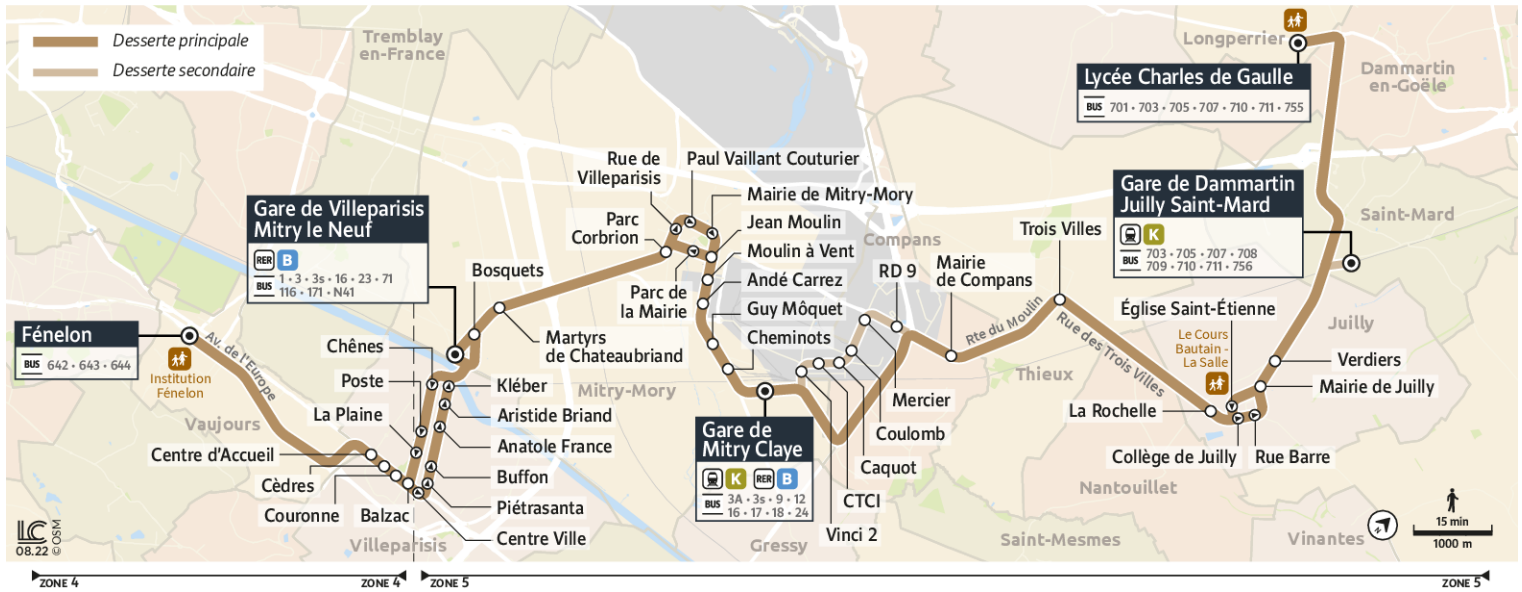 Desserte principale
Desserte secondaire
Tremblay
en-France
Longperrier
Lycée Charles de Gaulle
BUS 701 • 703 • 705 • 707 • 710 • 711 • 755
Dammartin
en-Goële
Gare de Villeparisis
Mitry le Neuf
RER B
BUS 1 • 3 • 3s • 16 • 23 • 71
116 • 171 • N41
Rue de
Villeparisis
Paul Vaillant Couturier
Mairie de Mitry-Mory
Parc
Corbrion
Jean Moulin
Moulin à Vent
Andé Carrez
Parc de
la Mairie
Guy Môquet
Cheminots
Compans
RD 9
Mairie
de Compans
Trois Villes
Gare de Dammartin
Juilly Saint-Mard
K
BUS 703 • 705 • 707 • 708
709 • 710 • 711 • 756
Saint-Mard
Église Saint-Étienne
Bosquets
Martyrs
de Chateaubriand
Fénelon
BUS 642 • 643 • 644
Institution
Fénelon
Av. de l'Europe
Chênes
Poste
La Plaine
Kléber
Aristide Briand
Anatole France
Buffon
Piétrasanta
Centre Ville
Mitry-Mory
Vaujours
Centre d'Accueil
Cèdres
Couronne
Balzac
Villeparisis
Gare de
Mitry Claye
K RER B
BUS 3A • 3s • 9 • 12
16 • 17 • 18 • 24
Gressy
Mercier
Coulomb
Caquot
CTCI
Vinci 2
Rte du Moulin
Rue des Trois Villes
Thieux
Le Cours
Bautain -
La Salle
Juilly
Verdiers
Mairie de Juilly
La Rochelle
Collège de Juilly
Rue Barre
Nantouillet
Saint-Mesmes
Vinantes
15 min
1000 m
LC
08.22 © OSM
ZONE 4
ZONE 4
ZONE 5
ZONE 5